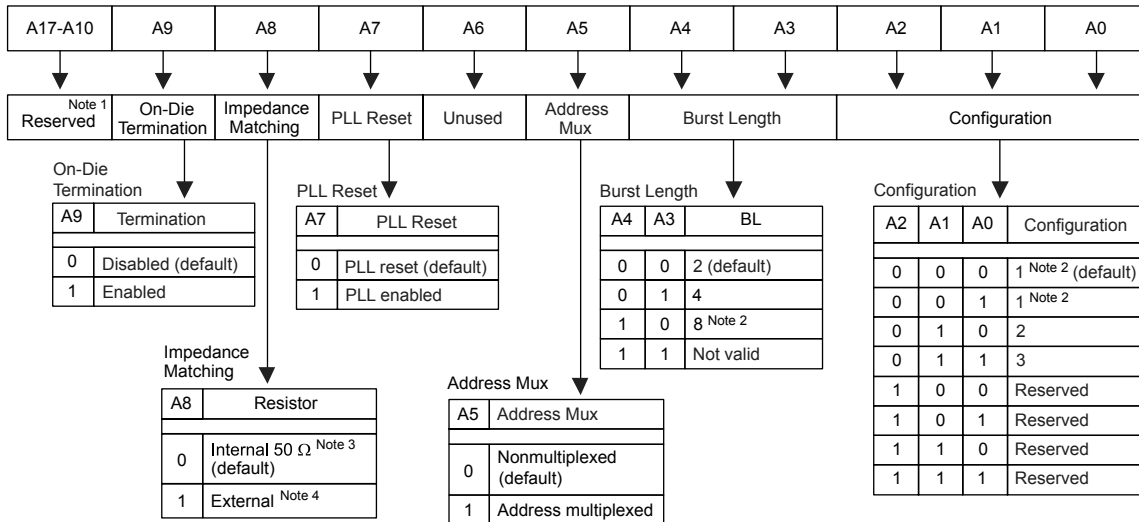 A17-A10 A9 A8 A7 A6 A5 A4 A3 A2 A1 A0
Note 1
Reserved
On-Die
Termination
Impedance
Matching
PLL Reset
Unused
Address
Mux
Burst Length
Configuration
On-Die
Termination
A9 Termination
0 Disabled (default)
1 Enabled
PLL Reset
A7 PLL Reset
0 PLL reset (default)
1 PLL enabled
Burst Length
A4 A3 BL
0 0 2 (default)
0 1 4
1 0 8 Note 2
1 1 Not valid
Configuration
A2 A1 A0 Configuration
0 0 0 1 Note 2 (default)
0 0 1 1 Note 2
0 1 0 2
0 1 1 3
1 0 0 Reserved
1 0 1 Reserved
1 1 0 Reserved
1 1 1 Reserved
Impedance
Matching
A8 Resistor
0 Internal 50 Ω Note 3
(default)
1 External Note 4
Address Mux
A5 Address Mux
0 Nonmultiplexed
(default)
1 Address multiplexed